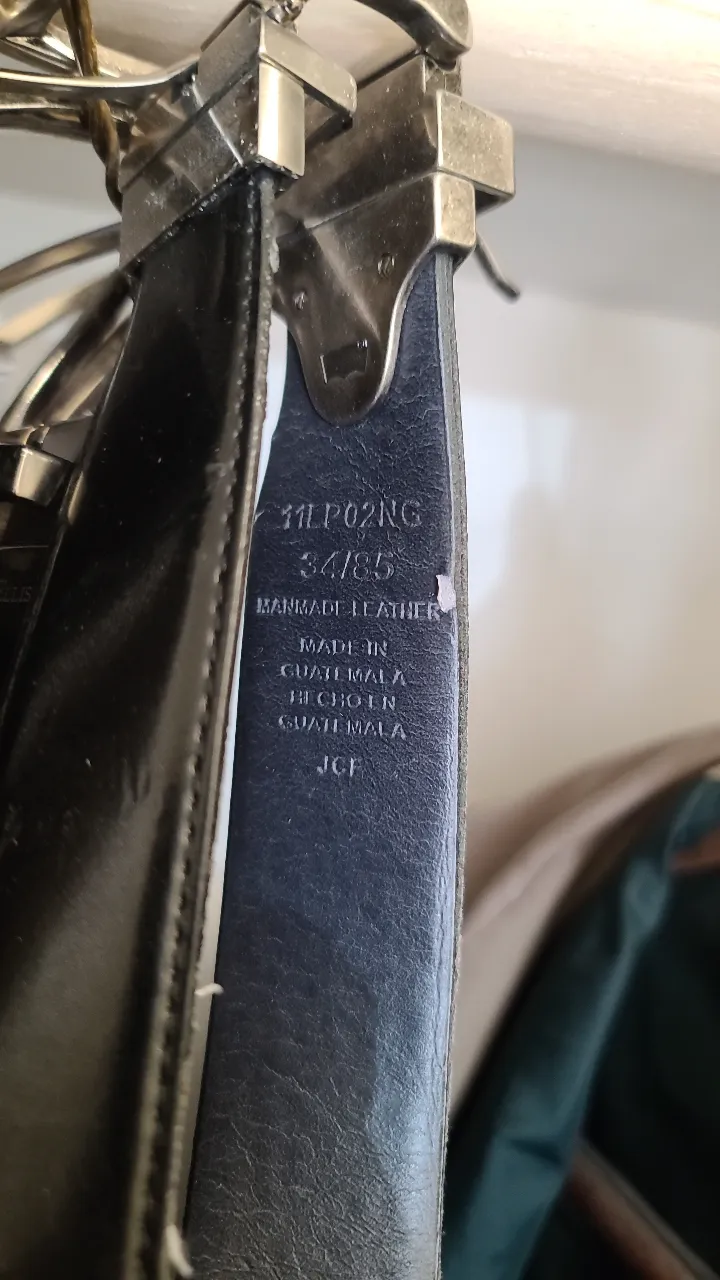 11LP02NG
34/85
MANMADE LEATHER
MADE IN
GUATEMALA
HECHO EN
GUATEMALA
JCF